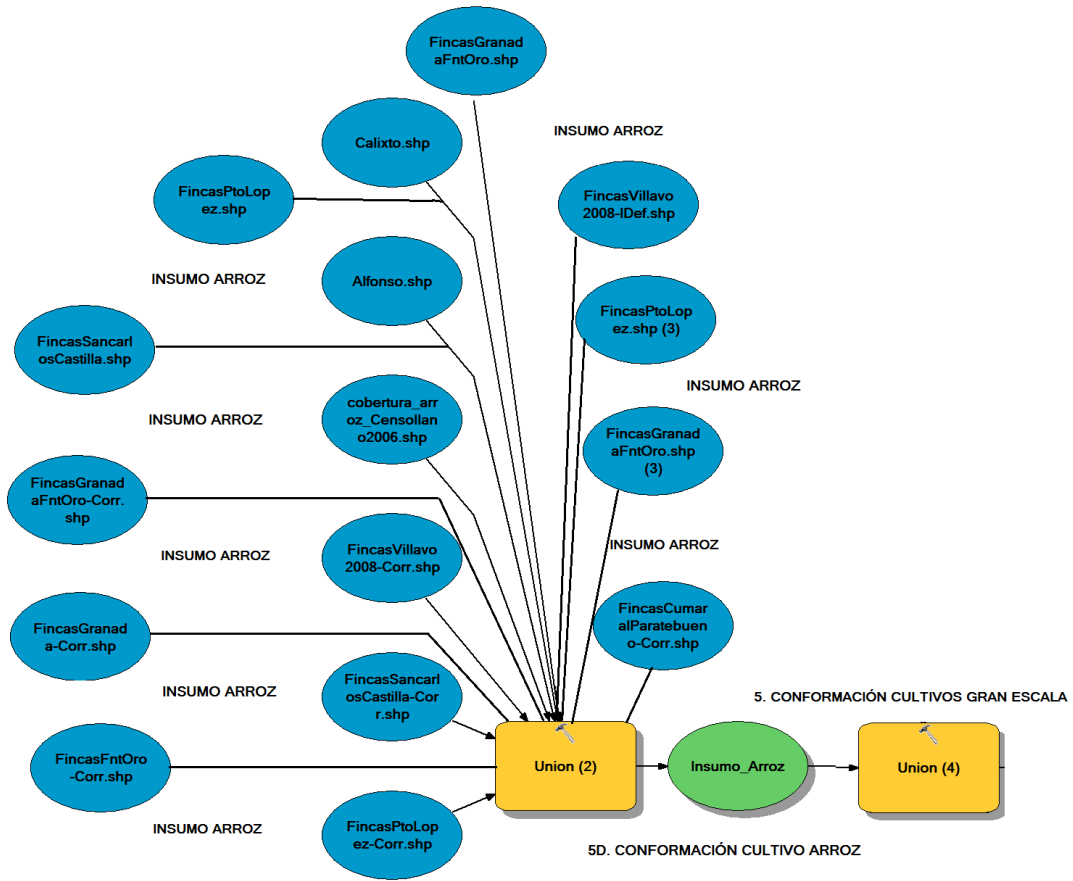 FincasGranad
aFntOro.shp
INSUMO ARROZ
Calixto.shp
FincasPtoLop
ez.shp
FincasVillavo
2008-IDef.shp
INSUMO ARROZ
Alfonso.shp
FincasPtoLop
ez.shp (3)
FincasSancarl
osCastilla.shp
INSUMO ARROZ
cobertura_arr
oz_Censollan
o2006.shp
INSUMO ARROZ
FincasGranad
aFntOro.shp
(3)
FincasGranad
aFntOro-Corr.
shp
INSUMO ARROZ
INSUMO ARROZ
FincasVillavo
2008-Corr.shp
FincasGranad
a-Corr.shp
FincasCumar
alParatebuen
o-Corr.shp
INSUMO ARROZ
FincasSancarl
osCastilla-Cor
r.shp
5. CONFORMACIÓN CULTIVOS GRAN ESCALA
FincasFntOro
-Corr.shp
Union (2)
Insumo_Arroz
Union (4)
INSUMO ARROZ
FincasPtoLop
ez-Corr.shp
5D. CONFORMACIÓN CULTIVO ARROZ